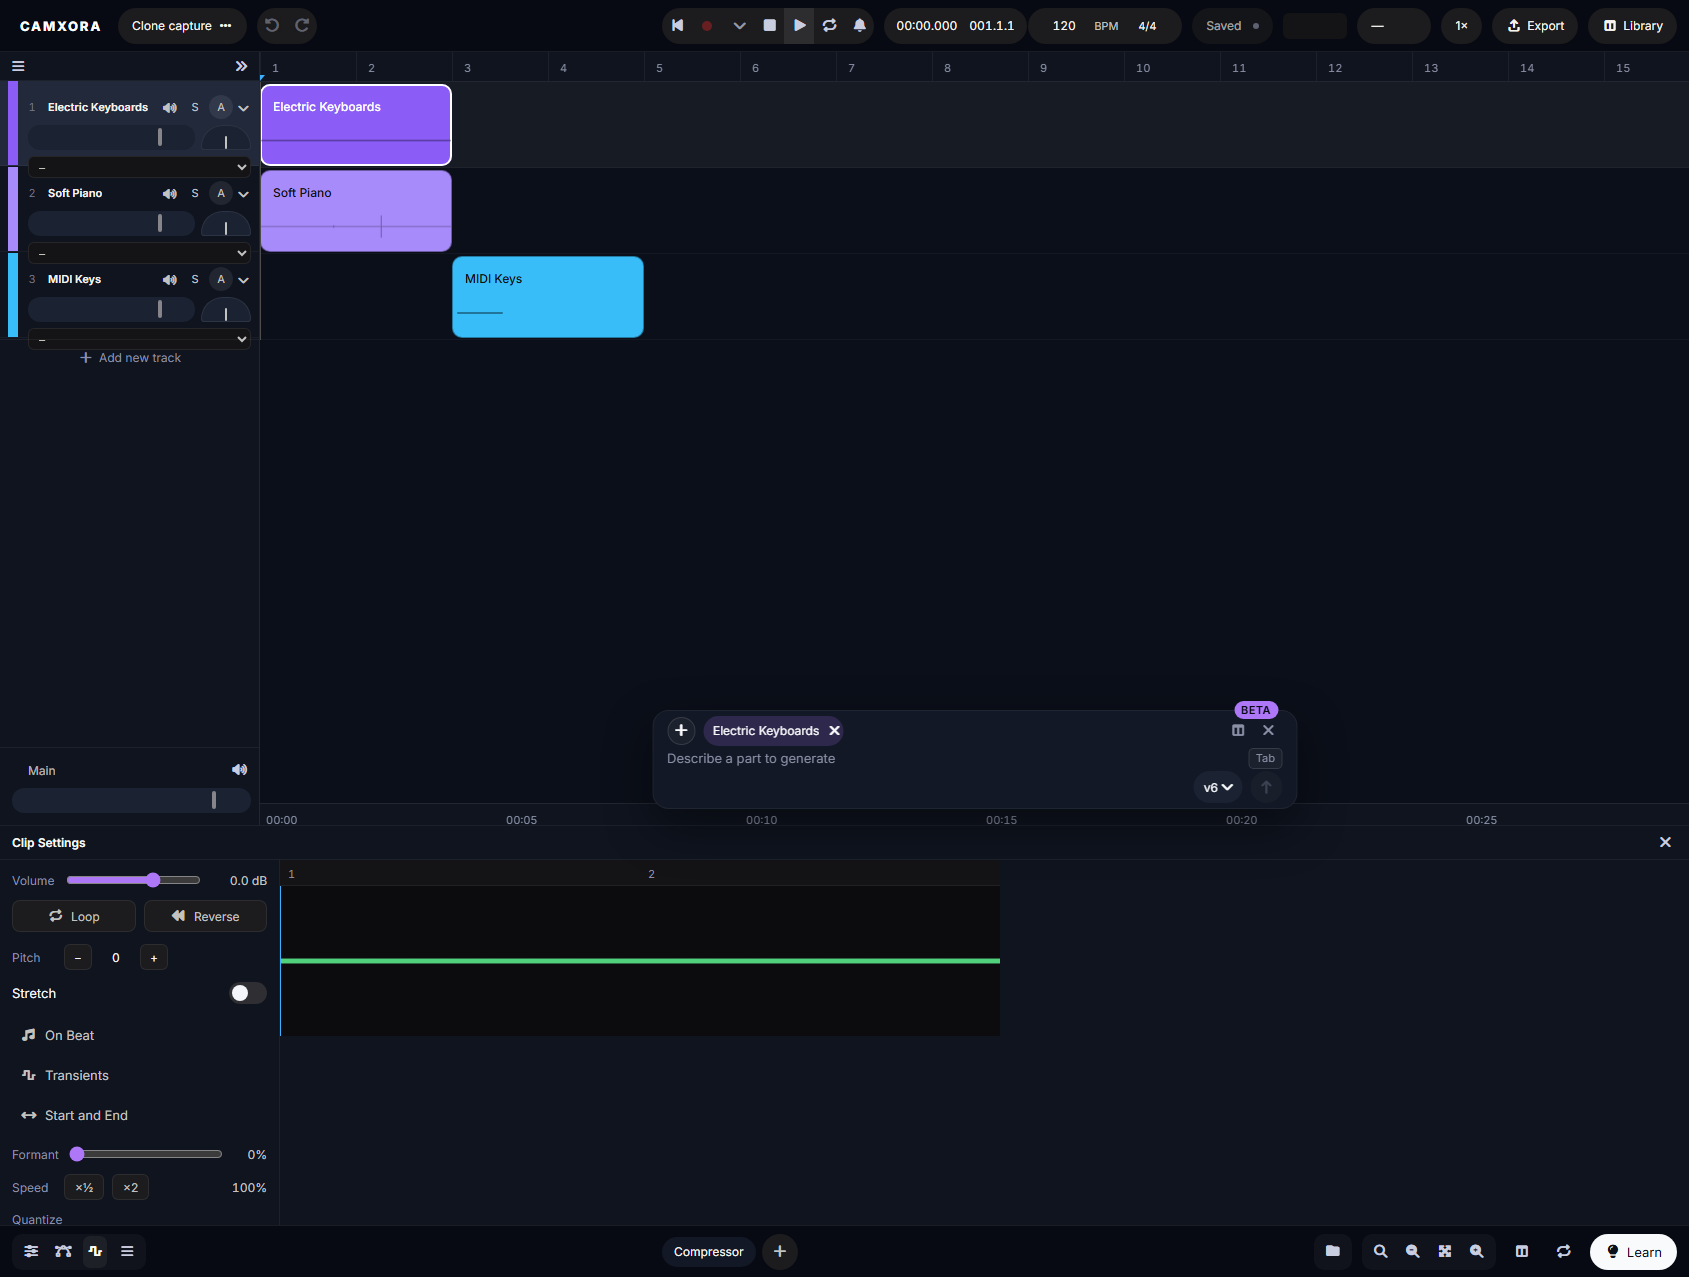 CAMXORA Clone capture ••• 00:00.000 001.1.1 120 BPM 4/4 Saved — 1× Export Library
1 2 3 4 5 6 7 8 9 10 11 12 13 14 15
1 Electric Keyboards S A
Electric Keyboards
–
2 Soft Piano S A
Soft Piano
–
3 MIDI Keys S A
MIDI Keys
–
Add new track
BETA
Electric Keyboards
Describe a part to generate Tab
v6
Main
00:00 00:05 00:10 00:15 00:20 00:25
Clip Settings
Volume 0.0 dB
1 2
Loop Reverse
Pitch – 0 +
Stretch
On Beat
Transients
Start and End
Formant 0%
Speed ×½ ×2 100%
Quantize
Compressor + Learn